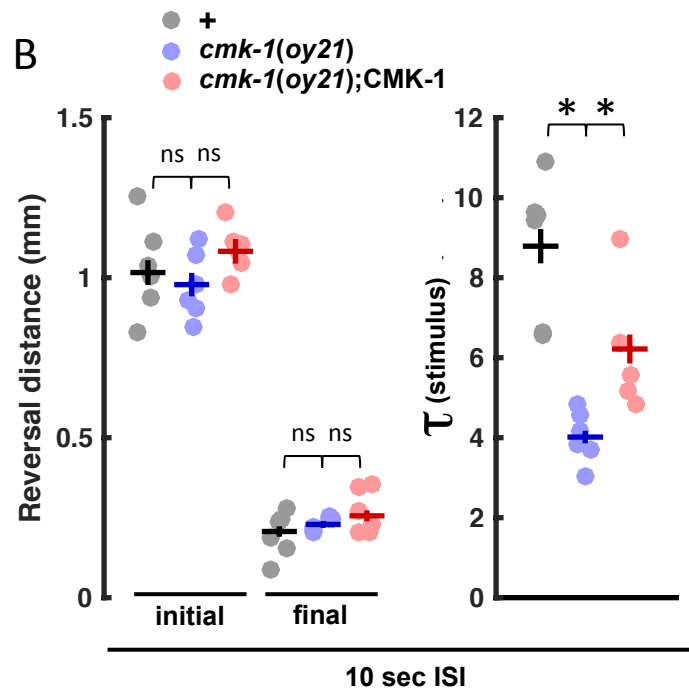 B
+
cmk-1(oy21)
cmk-1(oy21);CMK-1
Reversal distance (mm)
1.5
1
0.5
0
ns
ns
ns
ns
initial
final
τ (stimulus)
12
10
8
6
4
2
0
*
*
10 sec ISI